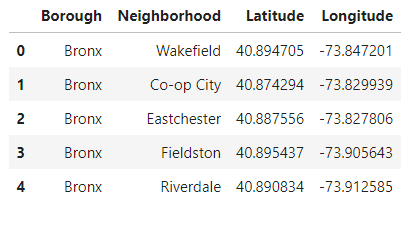 Borough Neighborhood Latitude Longitude
0 Bronx Wakefield 40.894705 -73.847201
1 Bronx Co-op City 40.874294 -73.829939
2 Bronx Eastchester 40.887556 -73.827806
3 Bronx Fieldston 40.895437 -73.905643
4 Bronx Riverdale 40.890834 -73.912585